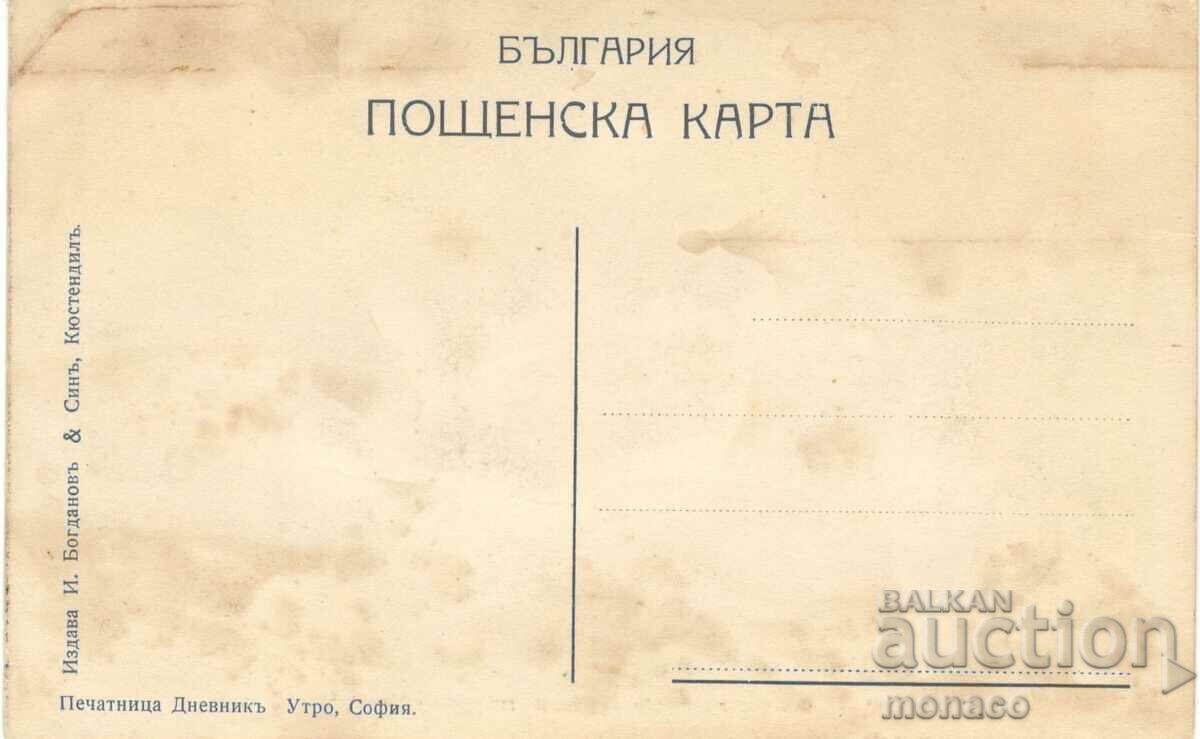 БЪЛГАРИЯ
ПОЩЕНСКА КАРТА
Издава И. Богдановъ & Синъ, Кюстендилъ.
Печатница Дневникъ Утро, София.
BALKAN
auction
monaco